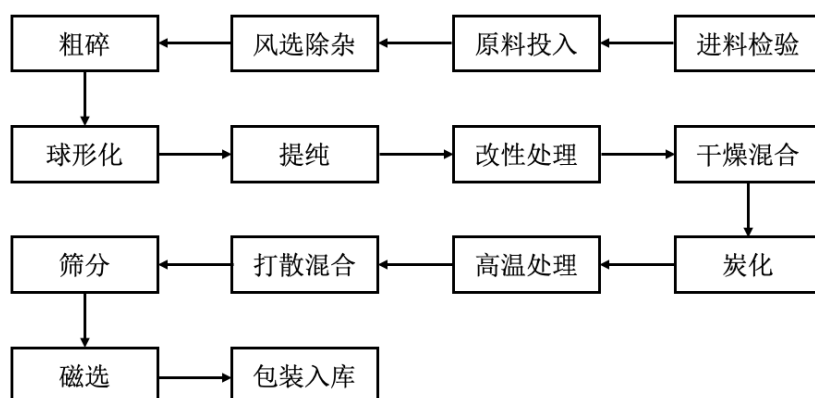 粗碎
风选除杂
原料投入
进料检验
球形化
提纯
改性处理
干燥混合
筛分
打散混合
高温处理
炭化
磁选
包装入库